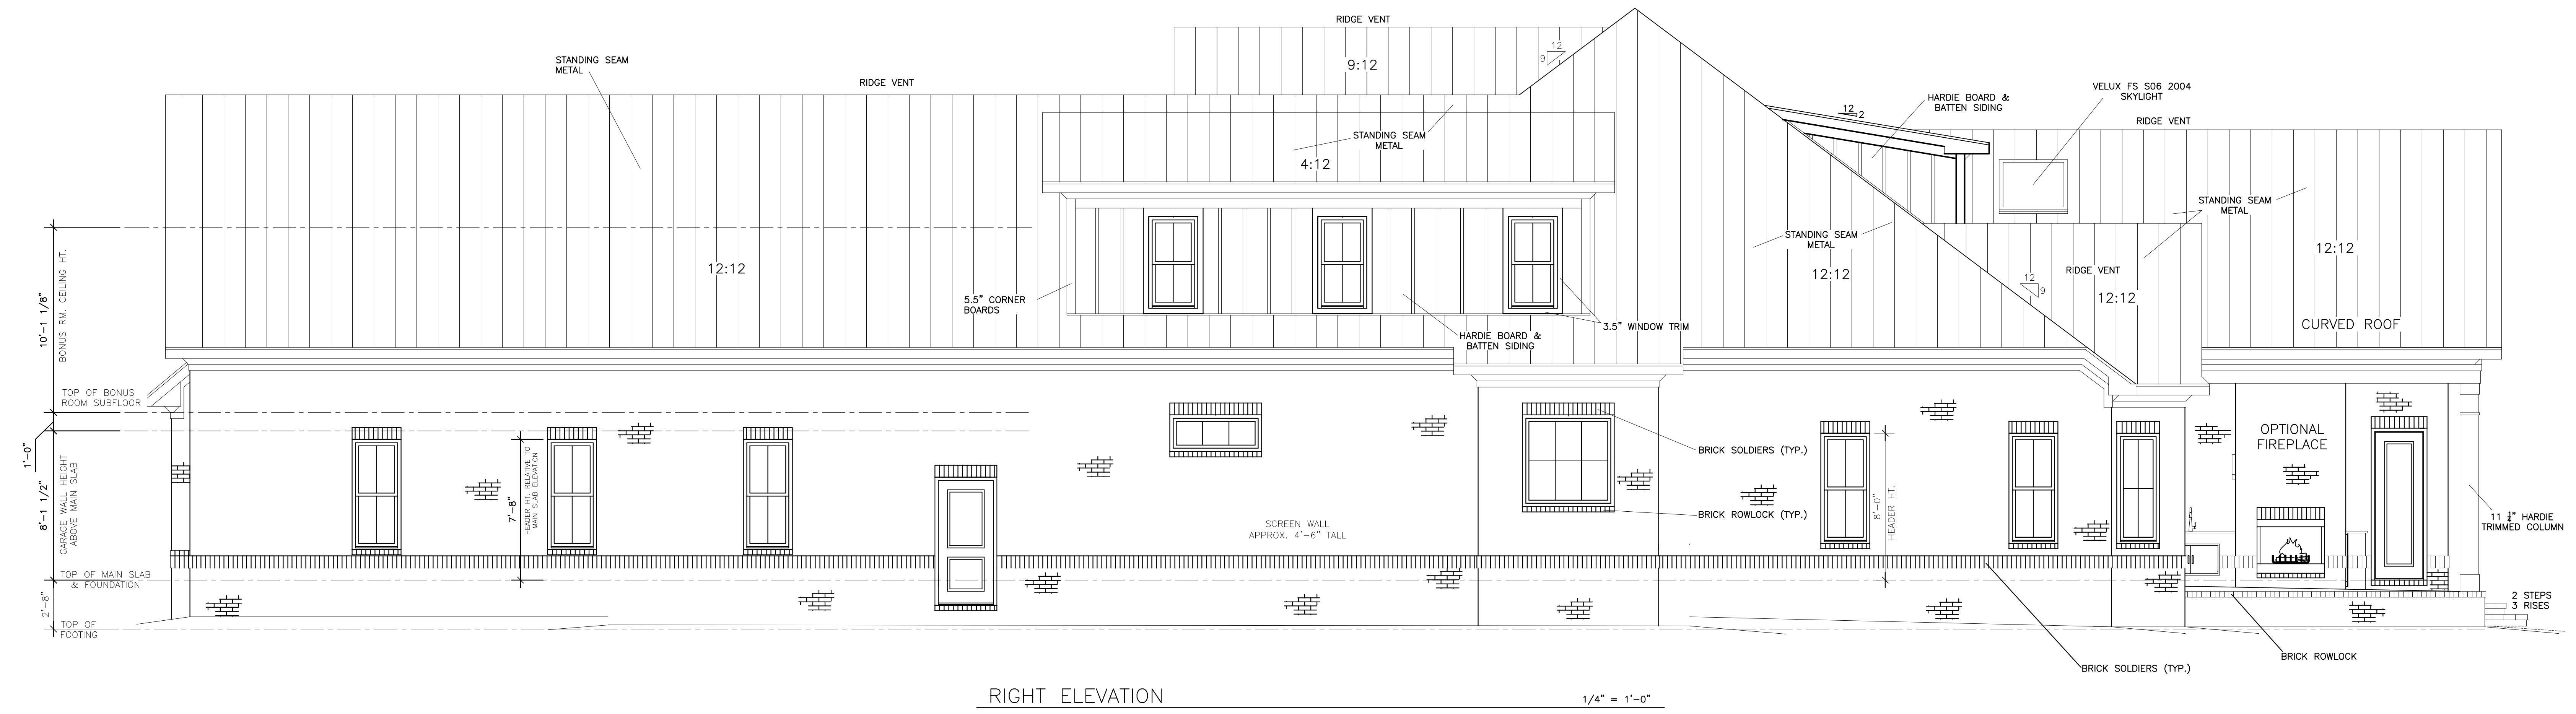 RIDGE VENT
12
9
9:12
STANDING SEAM
METAL
RIDGE VENT
VELUX FS S06 2004
SKYLIGHT
HARDIE BOARD &
BATTEN SIDING
12
2
RIDGE VENT
STANDING SEAM
METAL
4:12
STANDING SEAM
METAL
STANDING SEAM
METAL
12:12
12:12
12:12
RIDGE VENT
12:12
12
9
5.5" CORNER
BOARDS
3.5" WINDOW TRIM
HARDIE BOARD &
BATTEN SIDING
CURVED ROOF
10'-1 1/8"
BONUS RM. CEILING HT.
TOP OF BONUS
ROOM SUBFLOOR
1'-0"
8'-1 1/2"
GARAGE WALL HEIGHT
ABOVE MAIN SLAB
7'-8"
HEADER HT. RELATIVE TO
MAIN SLAB ELEVATION
OPTIONAL
FIREPLACE
BRICK SOLDIERS (TYP.)
BRICK ROWLOCK (TYP.)
8'-0"
HEADER HT.
SCREEN WALL
APPROX. 4'-6" TALL
11 ¼" HARDIE
TRIMMED COLUMN
TOP OF MAIN SLAB
& FOUNDATION
2'-8"
TOP OF
FOOTING
2 STEPS
3 RISES
BRICK ROWLOCK
BRICK SOLDIERS (TYP.)
RIGHT ELEVATION
1/4" = 1'-0"